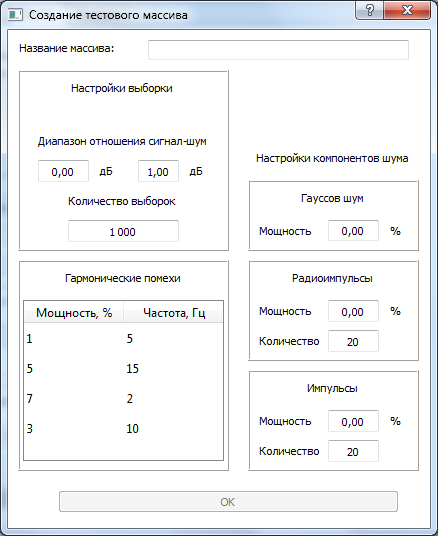 Создание тестового массива
Название массива:
Настройки выборки
Диапазон отношения сигнал-шум
0,00 дБ 1,00 дБ
Количество выборок
1 000
Настройки компонентов шума
Гауссов шум
Мощность 0,00 %
Гармонические помехи
Мощность, % Частота, Гц
1 5
5 15
7 2
3 10
Радиоимпульсы
Мощность 0,00 %
Количество 20
Импульсы
Мощность 0,00 %
Количество 20
OK